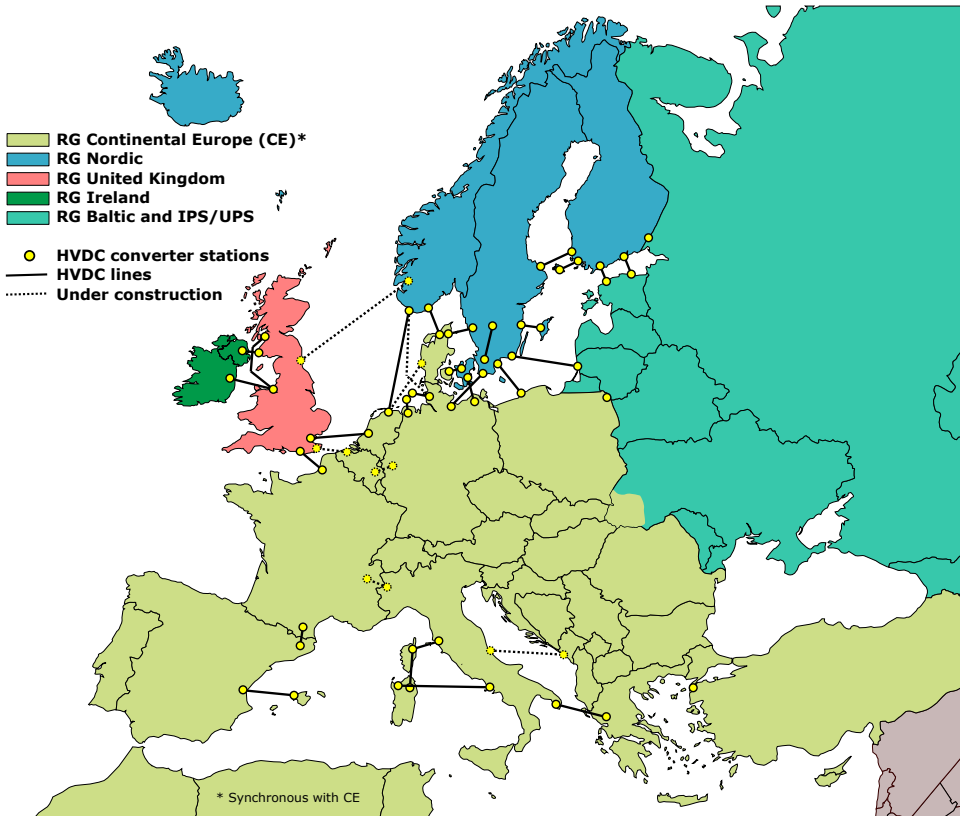 RG Continental Europe (CE)*
RG Nordic
RG United Kingdom
RG Ireland
RG Baltic and IPS/UPS
HVDC converter stations
HVDC lines
Under construction
* Synchronous with CE